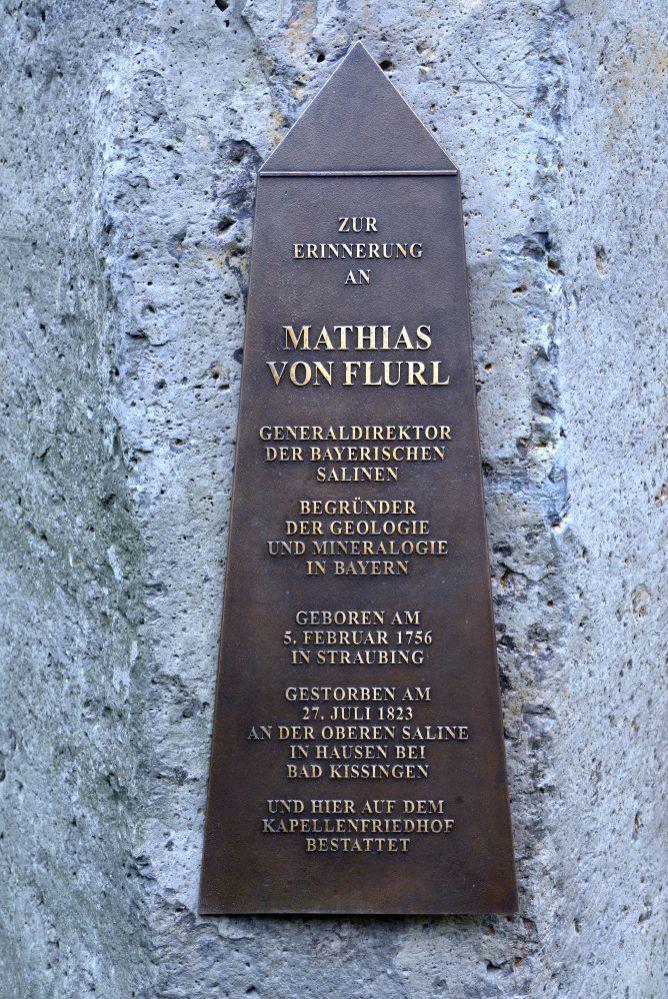 ZUR
ERINNERUNG
AN
MATHIAS
VON FLURL
GENERALDIREKTOR
DER BAYERISCHEN
SALINEN
BEGRÜNDER
DER GEOLOGIE
UND MINERALOGIE
IN BAYERN
GEBOREN AM
5. FEBRUAR 1756
IN STRAUBING
GESTORBEN AM
27. JULI 1823
AN DER OBEREN SALINE
IN HAUSEN BEI
BAD KISSINGEN
UND HIER AUF DEM
KAPELLENFRIEDHOF
BESTATTET